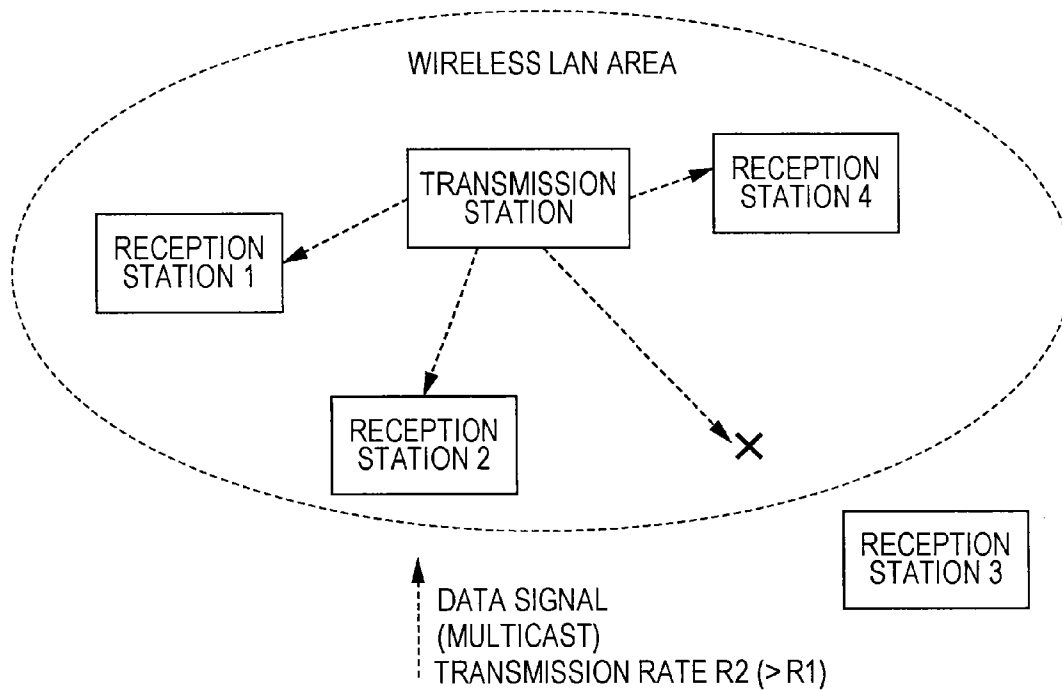 WIRELESS LAN AREA
TRANSMISSION
STATION
RECEPTION
STATION 4
RECEPTION
STATION 1
RECEPTION
STATION 2
RECEPTION
STATION 3
DATA SIGNAL
(MULTICAST)
TRANSMISSION RATE R2 (> R1)